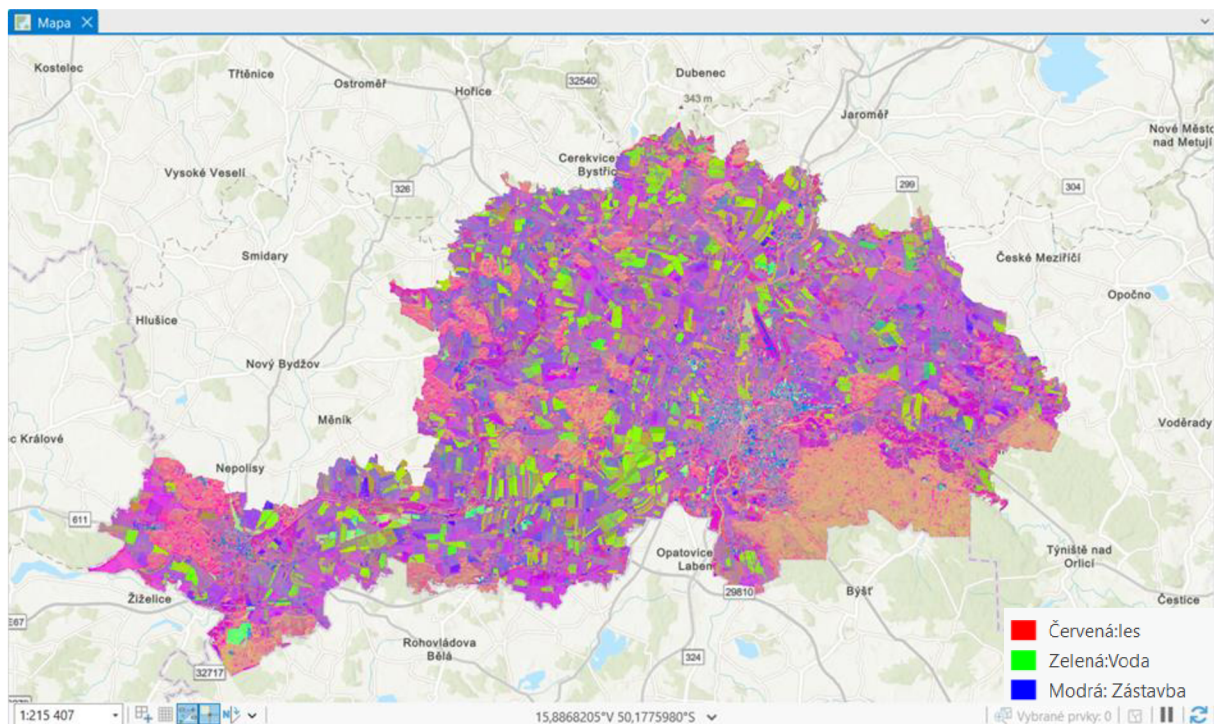 Mapa
Kostelec
Třtěnice
Ostroměř
Hořice
32540
Dubenec
343 m
Jaroměř
Nové Město
nad Metují
Vysoké Veselí
Cerekvice
Bystřic
326
299
304
Smidary
České Meziříčí
Opočno
Hlušice
Nový Bydžov
Měník
c Králové
Voděrady
Nepolisy
611
Opatovice
Laben
Týniště nad
Orlicí
Žiželice
29810
Býšť
Čestice
E67
Rohovládova
Bělá
324
32717
Červená:les
Zelená:Voda
Modrá: Zástavba
1:215 407
15,8868205°V 50,1775980°S
Vybrané prvky: 0